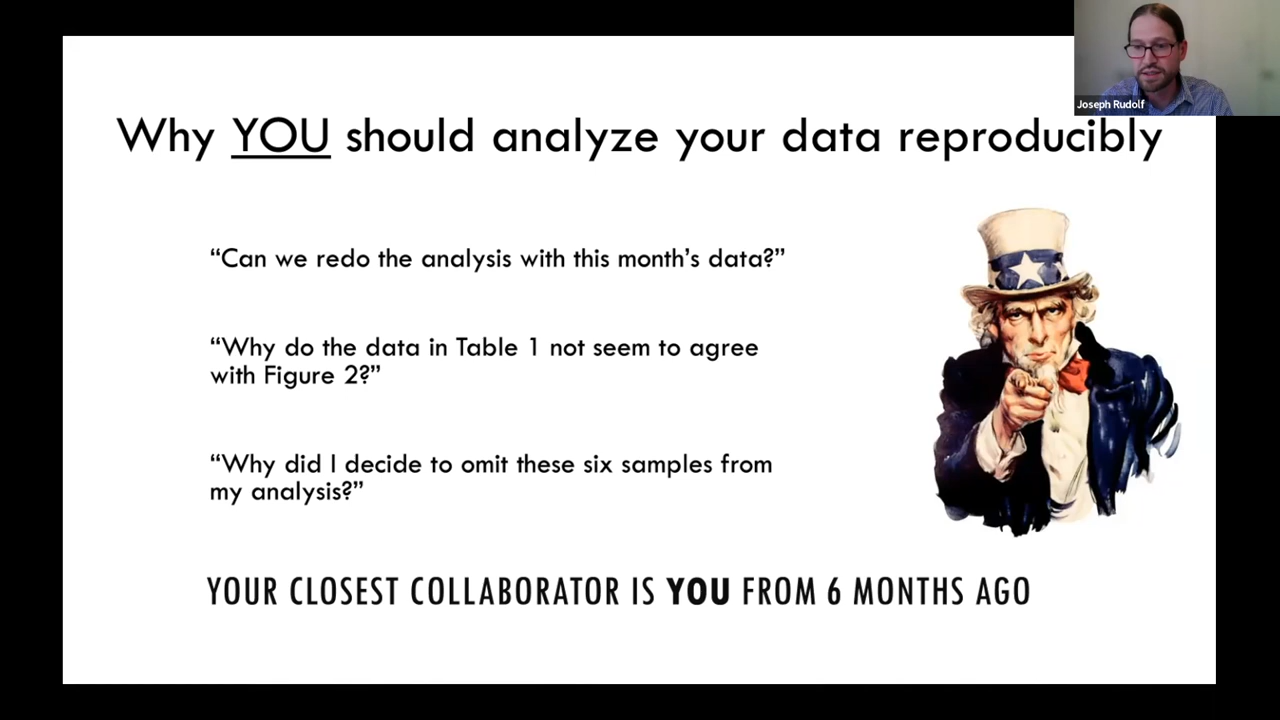 Joseph Rudolf
Why YOU should analyze your data reproducibly
“Can we redo the analysis with this month’s data?”
“Why do the data in Table 1 not seem to agree
with Figure 2?”
“Why did I decide to omit these six samples from
my analysis?”
YOUR CLOSEST COLLABORATOR IS YOU FROM 6 MONTHS AGO